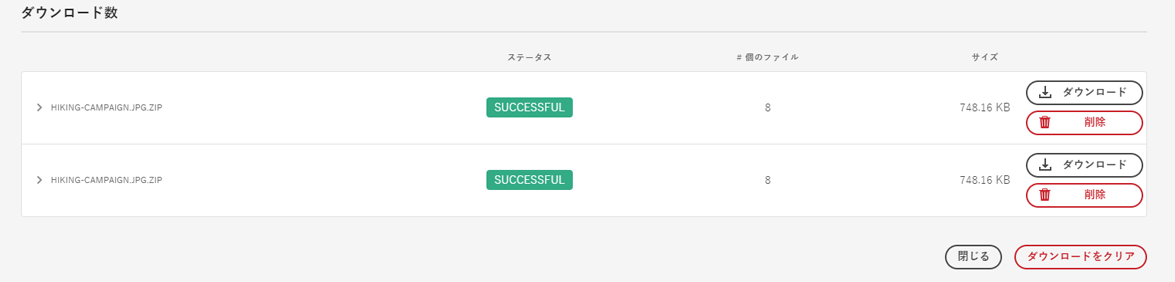 ダウンロード数
ステータス # 個のファイル サイズ
HIKING-CAMPAIGN.JPG.ZIP SUCCESSFUL 8 748.16 KB ダウンロード
削除
HIKING-CAMPAIGN.JPG.ZIP SUCCESSFUL 8 748.16 KB ダウンロード
削除
閉じる ダウンロードをクリア